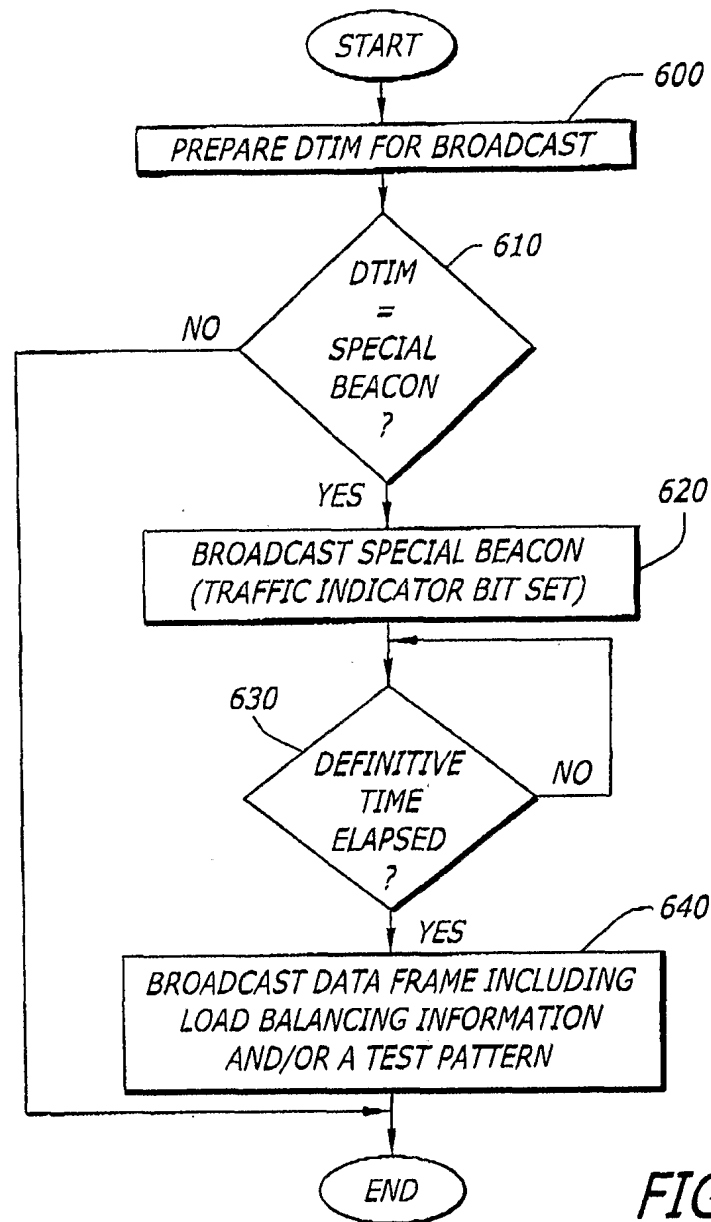 START
600
PREPARE DTIM FOR BROADCAST
610
DTIM
=
SPECIAL
BEACON
?
NO
YES
620
BROADCAST SPECIAL BEACON
(TRAFFIC INDICATOR BIT SET)
630
DEFINITIVE
TIME
ELAPSED
?
NO
YES
640
BROADCAST DATA FRAME INCLUDING
LOAD BALANCING INFORMATION
AND/OR A TEST PATTERN
END
FIG